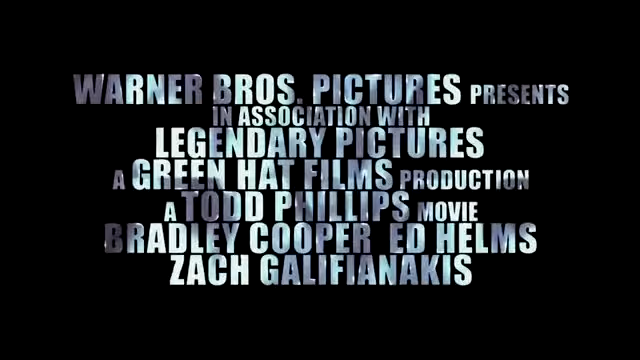 WARNER BROS. PICTURES PRESENTS
IN ASSOCIATION WITH
LEGENDARY PICTURES
A GREEN HAT FILMS PRODUCTION
A TODD PHILLIPS MOVIE
BRADLEY COOPER ED HELMS
ZACH GALIFIANAKIS